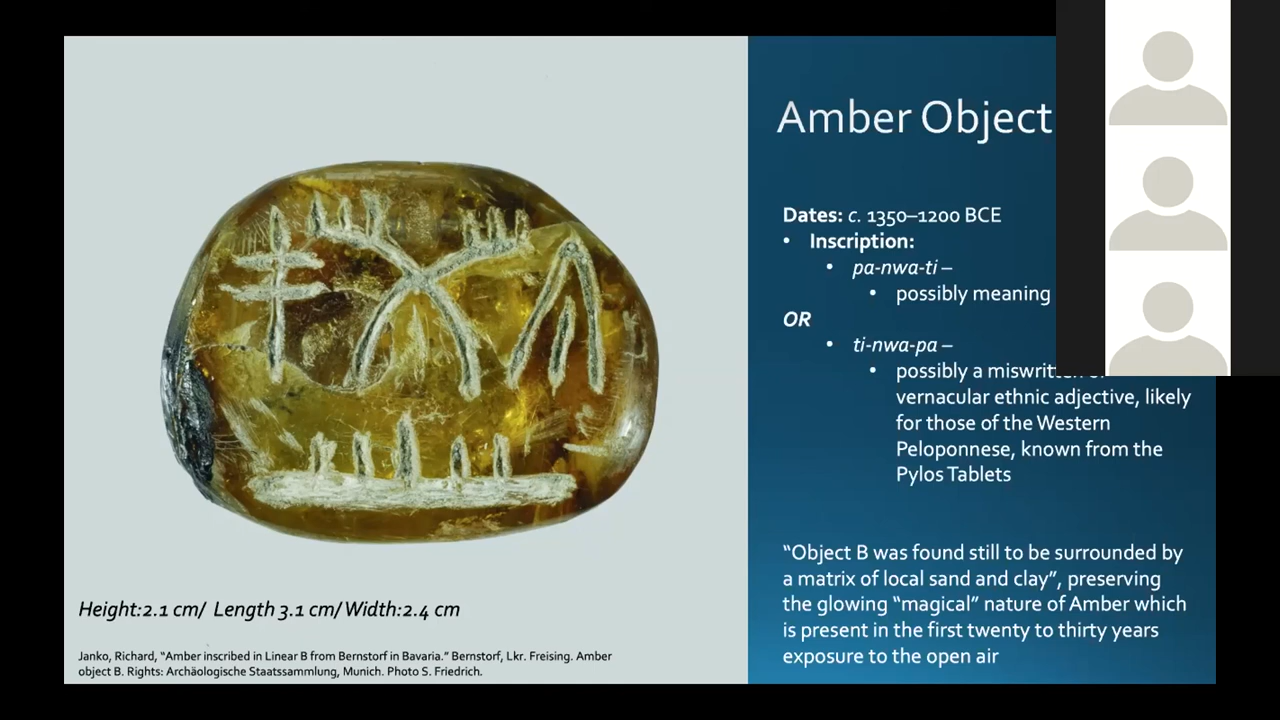 Amber Object
Dates: c. 1350–1200 BCE
• Inscription:
• pa-nwa-ti –
• possibly meaning
OR
• ti-nwa-pa –
• possibly a miswritten
vernacular ethnic adjective, likely
for those of the Western
Peloponnese, known from the
Pylos Tablets
“Object B was found still to be surrounded by
a matrix of local sand and clay”, preserving
the glowing “magical” nature of Amber which
is present in the first twenty to thirty years
exposure to the open air
Height:2.1 cm/ Length 3.1 cm/ Width:2.4 cm
Janko, Richard, “Amber inscribed in Linear B from Bernstorf in Bavaria.” Bernstorf, Lkr. Freising. Amber
object B. Rights: Archäologische Staatssammlung, Munich. Photo S. Friedrich.